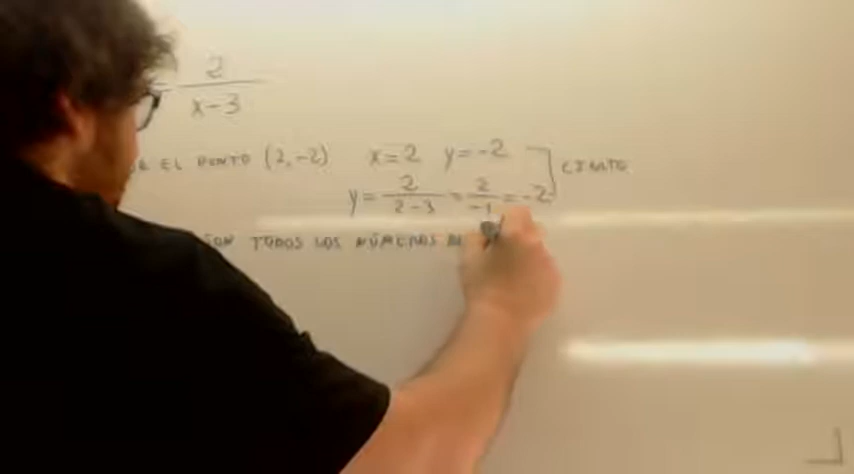 2
x-3
EL PUNTO (2,-2) x=2 y=-2
y=2/(2-3)=2/-1=-2 CIERTO
SON TODOS LOS NÚMEROS